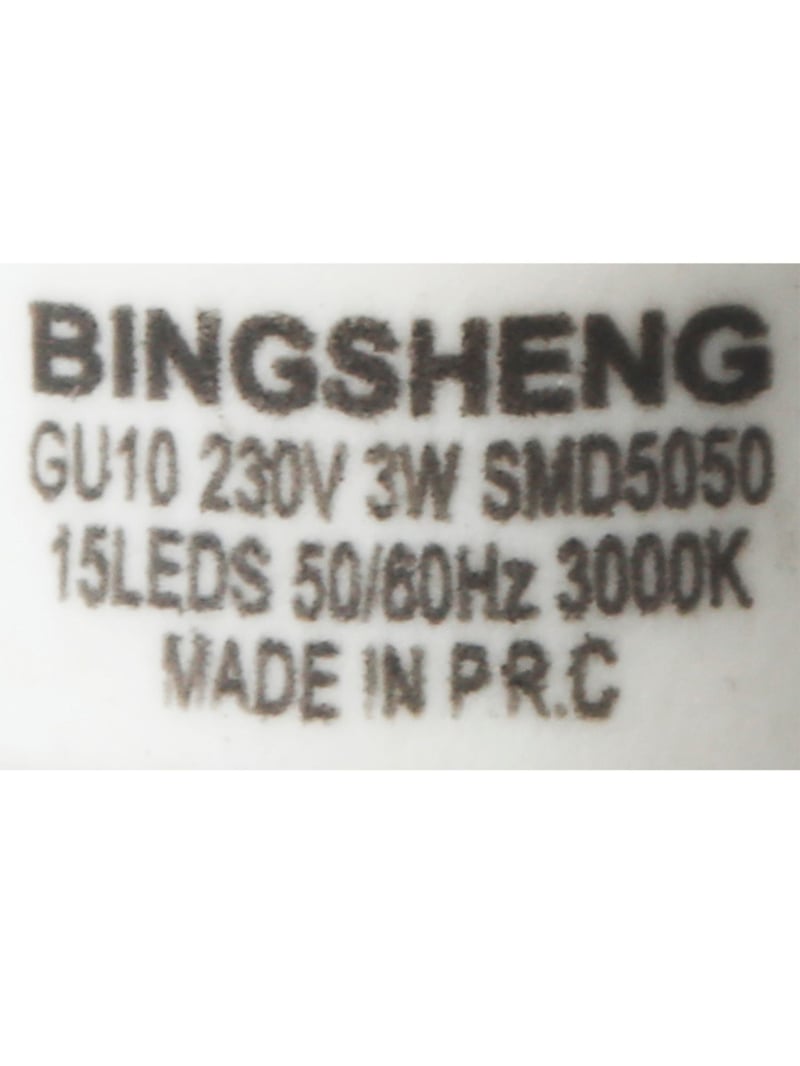 BINGSHENG
GU10 230V 3W SMD5050
15LEDS 50/60Hz 3000K
MADE IN P.R.C